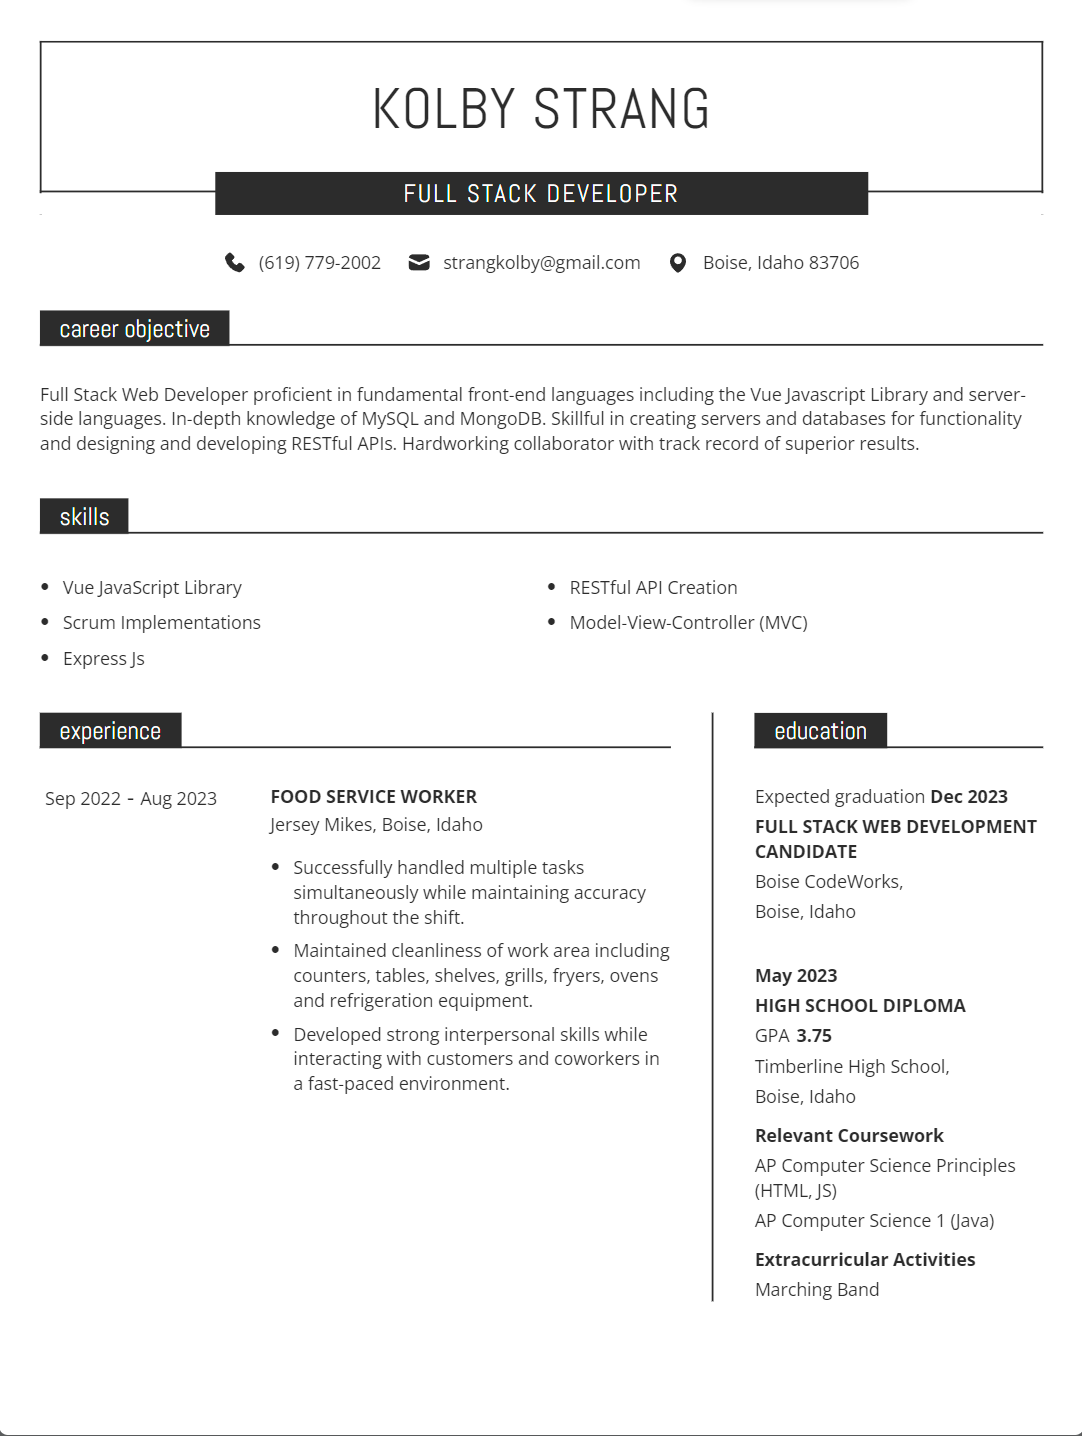 KOLBY STRANG
FULL STACK DEVELOPER
(619) 779-2002 strangkolby@gmail.com Boise, Idaho 83706
career objective
Full Stack Web Developer proficient in fundamental front-end languages including the Vue Javascript Library and server-
side languages. In-depth knowledge of MySQL and MongoDB. Skillful in creating servers and databases for functionality
and designing and developing RESTful APIs. Hardworking collaborator with track record of superior results.
skills
Vue JavaScript Library
Scrum Implementations
Express Js
RESTful API Creation
Model-View-Controller (MVC)
experience
Sep 2022 - Aug 2023
FOOD SERVICE WORKER
Jersey Mikes, Boise, Idaho
Successfully handled multiple tasks
simultaneously while maintaining accuracy
throughout the shift.
Maintained cleanliness of work area including
counters, tables, shelves, grills, fryers, ovens
and refrigeration equipment.
Developed strong interpersonal skills while
interacting with customers and coworkers in
a fast-paced environment.
education
Expected graduation Dec 2023
FULL STACK WEB DEVELOPMENT
CANDIDATE
Boise CodeWorks,
Boise, Idaho
May 2023
HIGH SCHOOL DIPLOMA
GPA 3.75
Timberline High School,
Boise, Idaho
Relevant Coursework
AP Computer Science Principles
(HTML, JS)
AP Computer Science 1 (Java)
Extracurricular Activities
Marching Band